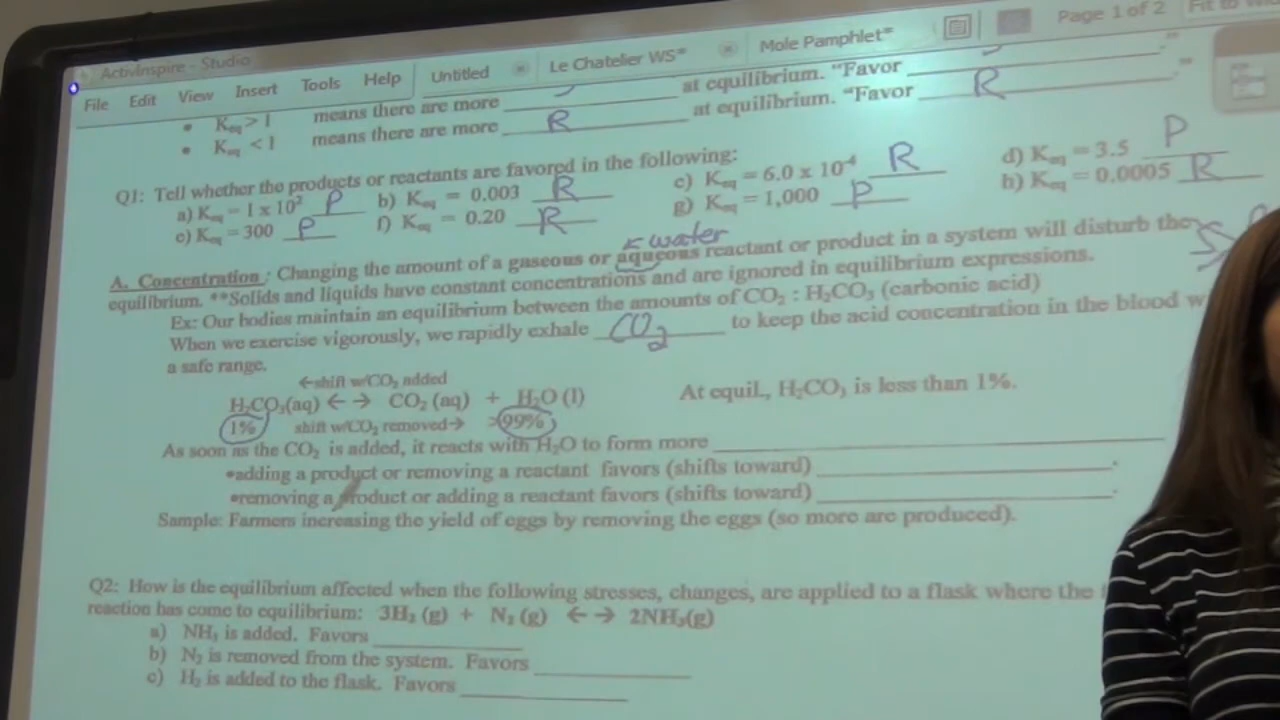 ActivInspire - Studio
File Edit View Insert Tools Help Untitled Le Chatelier WS* Mole Pamphlet* Page 1 of 2 Fit to
• Keq > 1 means there are more ___ at equilibrium. "Favor ___."
• Keq < 1 means there are more R at equilibrium. "Favor R."
Q1: Tell whether the products or reactants are favored in the following:
a) Keq = 1 x 10² P b) Keq = 0.003 R c) Keq = 6.0 x 10⁻⁴ R d) Keq = 3.5 P
e) Keq = 300 P f) Keq = 0.20 R g) Keq = 1,000 P h) Keq = 0.0005 R
water
A. Concentration: Changing the amount of a gaseous or aqueous reactant or product in a system will disturb the
equilibrium. **Solids and liquids have constant concentrations and are ignored in equilibrium expressions.
Ex: Our bodies maintain an equilibrium between the amounts of CO₂ : H₂CO₃ (carbonic acid)
When we exercise vigorously, we rapidly exhale CO₂ to keep the acid concentration in the blood w
a safe range.
←shift w/CO₂ added
H₂CO₃(aq) ← → CO₂ (aq) + H₂O (l) At equil., H₂CO₃ is less than 1%.
1% shift w/CO₂ removed→ >99%
As soon as the CO₂ is added, it reacts with H₂O to form more ___
•adding a product or removing a reactant favors (shifts toward) ___.
•removing a product or adding a reactant favors (shifts toward) ___.
Sample: Farmers increasing the yield of eggs by removing the eggs (so more are produced).
Q2: How is the equilibrium affected when the following stresses, changes, are applied to a flask where the
reaction has come to equilibrium: 3H₂ (g) + N₂ (g) ← → 2NH₃(g)
a) NH₃ is added. Favors ___
b) N₂ is removed from the system. Favors ___
c) H₂ is added to the flask. Favors ___